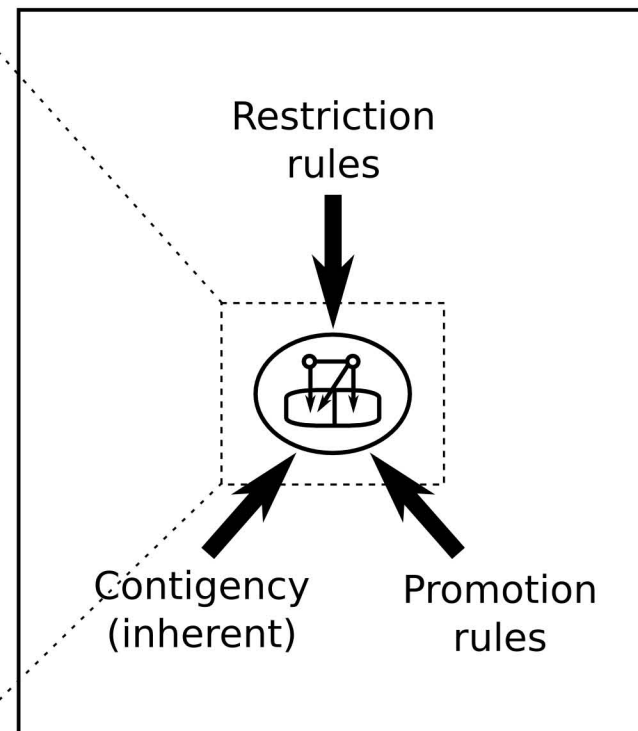 Restriction
rules
Contigency
(inherent)
Promotion
rules